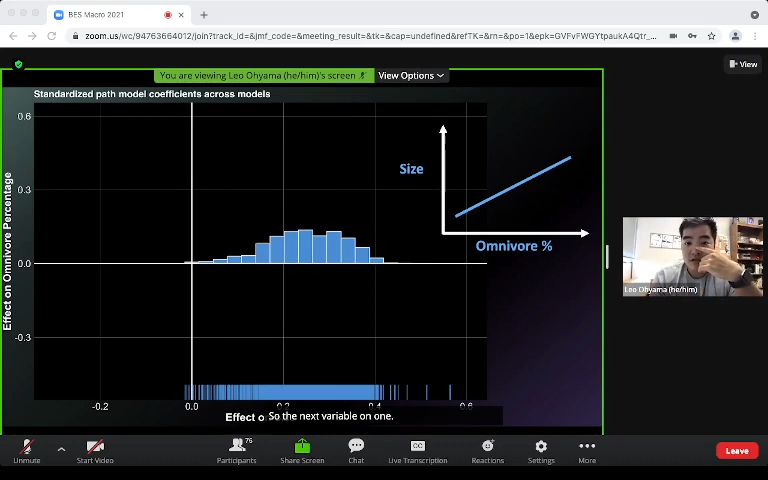 BES Macro 2021
zoom.us/wc/94763664012/join?track_id=&jmf_code=&meeting_result=&tk=&cap=undefined&refTK=&rn=&po=1&epk=GVFvFWGYtpaukA4Qtr_...
You are viewing Leo Ohyama (he/him)'s screen
View Options
View
Standardized path model coefficients across models
0.6
0.3
0.0
-0.3
Effect on Omnivore Percentage
Size
Omnivore %
Leo Ohyama (he/him)
-0.2
0.0
0.2
0.4
0.6
Effect o
So the next variable on one.
Unmute
Start Video
75
Participants
Share Screen
Chat
CC
Live Transcription
Reactions
Settings
More
Leave